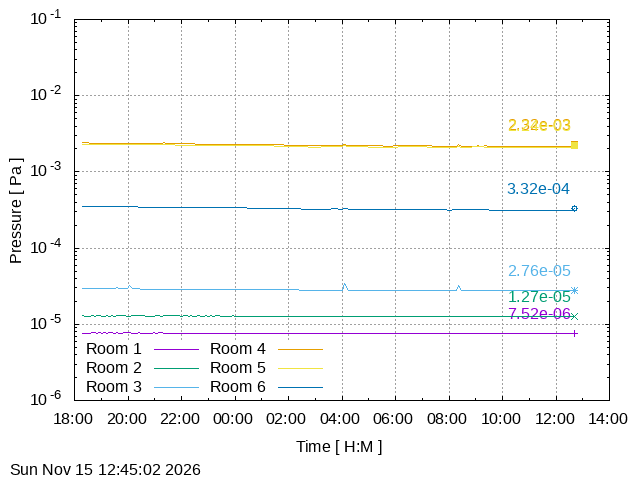 10^-1
10^-2
10^-3
10^-4
10^-5
10^-6
Pressure [ Pa ]
3.32e-04
2.76e-05
1.27e-05
7.52e-06
Room 1 Room 4
Room 2 Room 5
Room 3 Room 6
18:00 20:00 22:00 00:00 02:00 04:00 06:00 08:00 10:00 12:00 14:00
Time [ H:M ]
Sun Nov 15 12:45:02 2026